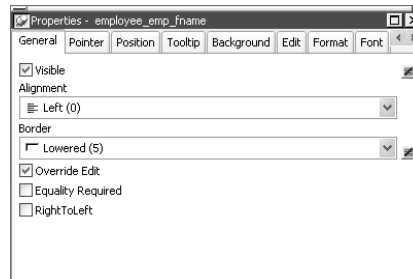 Properties - employee_emp_fname
General Pointer Position Tooltip Background Edit Format Font
Visible
Alignment
Left (0)
Border
Lowered (5)
Override Edit
Equality Required
RightToLeft